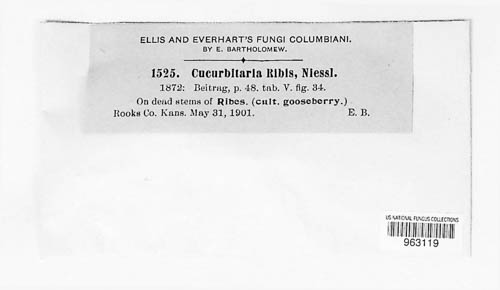 ELLIS AND EVERHART'S FUNGI COLUMBIANI.
BY E. BARTHOLOMEW.
1525. Cucurbitaria Ribis, Niessl.
1872: Beitrag, p. 48. tab. V. fig. 34.
On dead stems of Ribes. (cult. gooseberry.)
Rooks Co. Kans. May 31, 1901. E. B.
US NATIONAL FUNGUS COLLECTIONS
963119